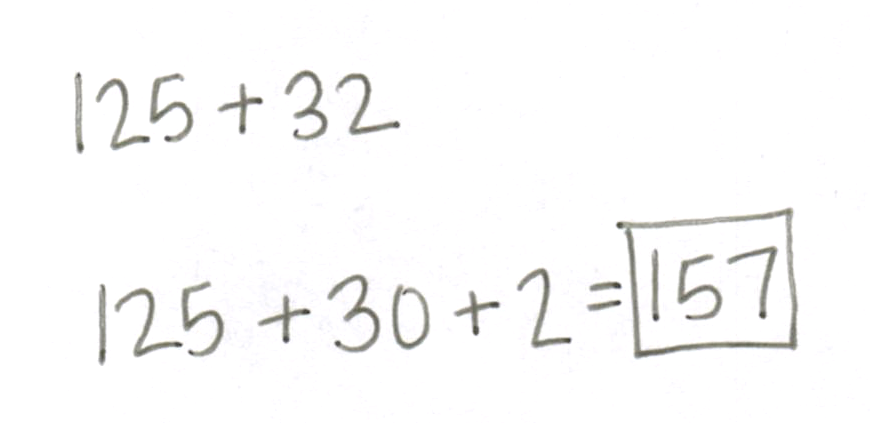 125 + 32
125 + 30 + 2 = 157